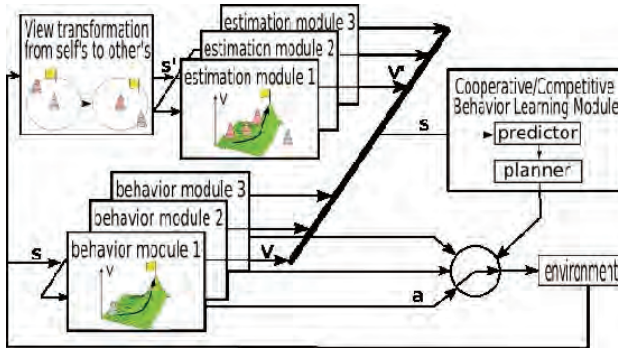 View transformation
from self's to other's
s'
estimation module 3
estimation module 2
estimation module 1
V
V'
s
Cooperative/Competitive
Behavior Learning Module
predictor
planner
behavior module 3
behavior module 2
behavior module 1
s
V
V
a
environment